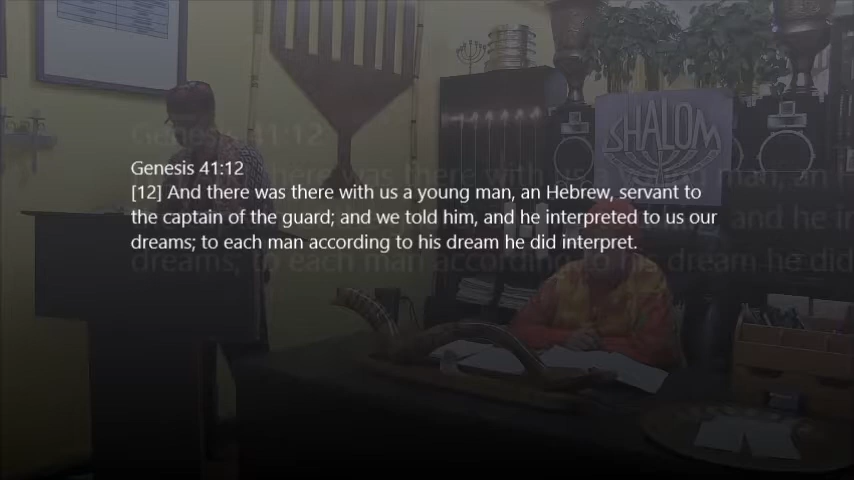 SHALOM
Genesis 41:12
[12] And there was there with us a young man, an Hebrew, servant to
the captain of the guard; and we told him, and he interpreted to us our
dreams; to each man according to his dream he did interpret.